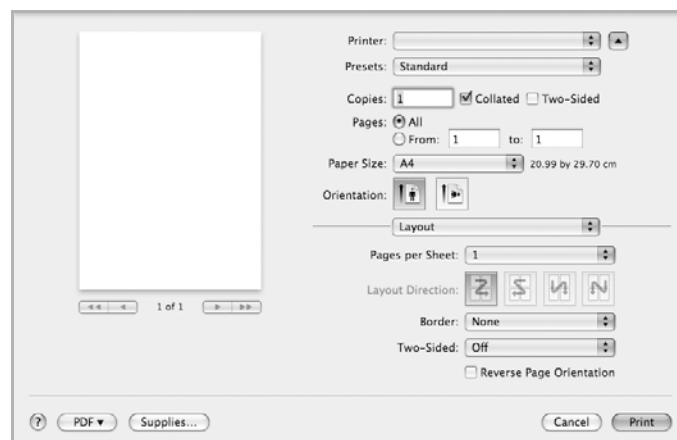 Printer:
Presets: Standard
Copies: 1 Collated Two-Sided
Pages: All
From: 1 to: 1
Paper Size: A4 20.99 by 29.70 cm
Orientation:
Layout
Pages per Sheet: 1
Layout Direction:
Border: None
Two-Sided: Off
Reverse Page Orientation
1 of 1
? PDF Supplies... Cancel Print